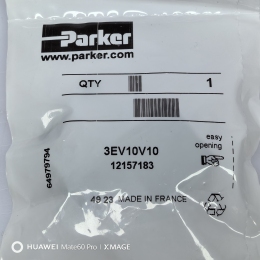 Parker
www.parker.com
QTY 1
64979794
3EV10V10
12157183
easy
opening
49 23 MADE IN FRANCE
HUAWEI Mate60 Pro | XMAGE